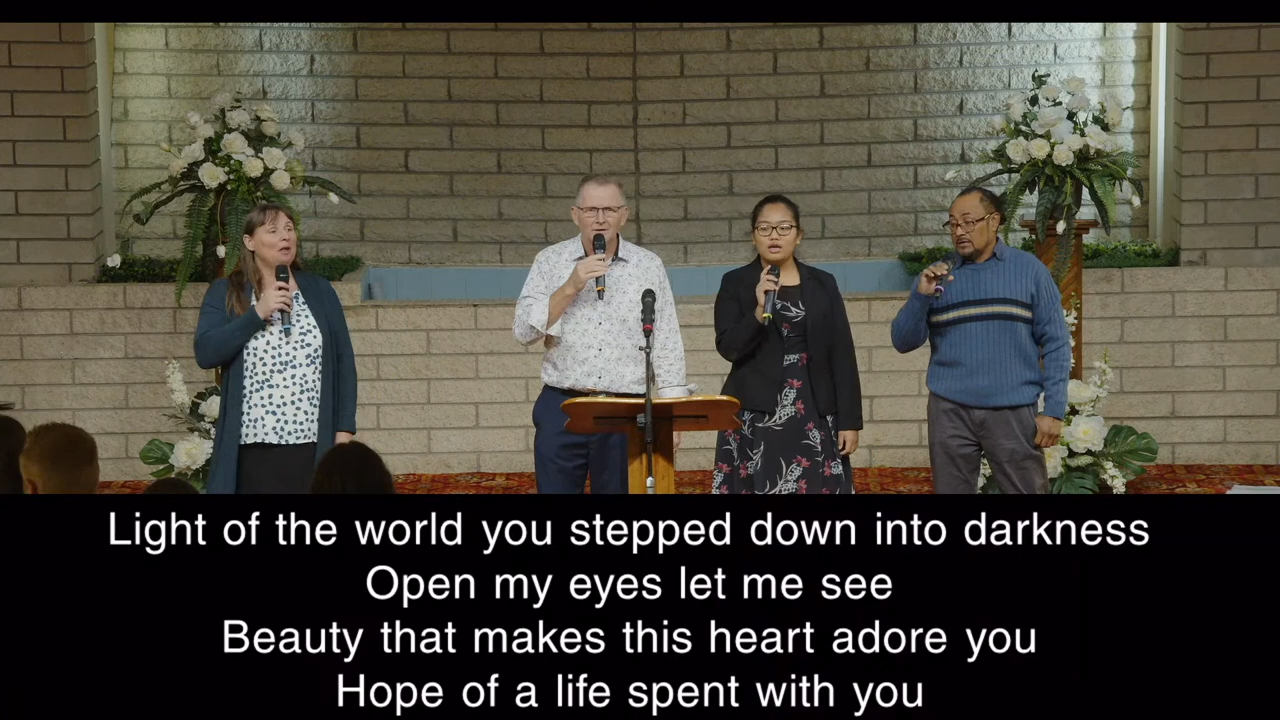 Light of the world you stepped down into darkness
Open my eyes let me see
Beauty that makes this heart adore you
Hope of a life spent with you